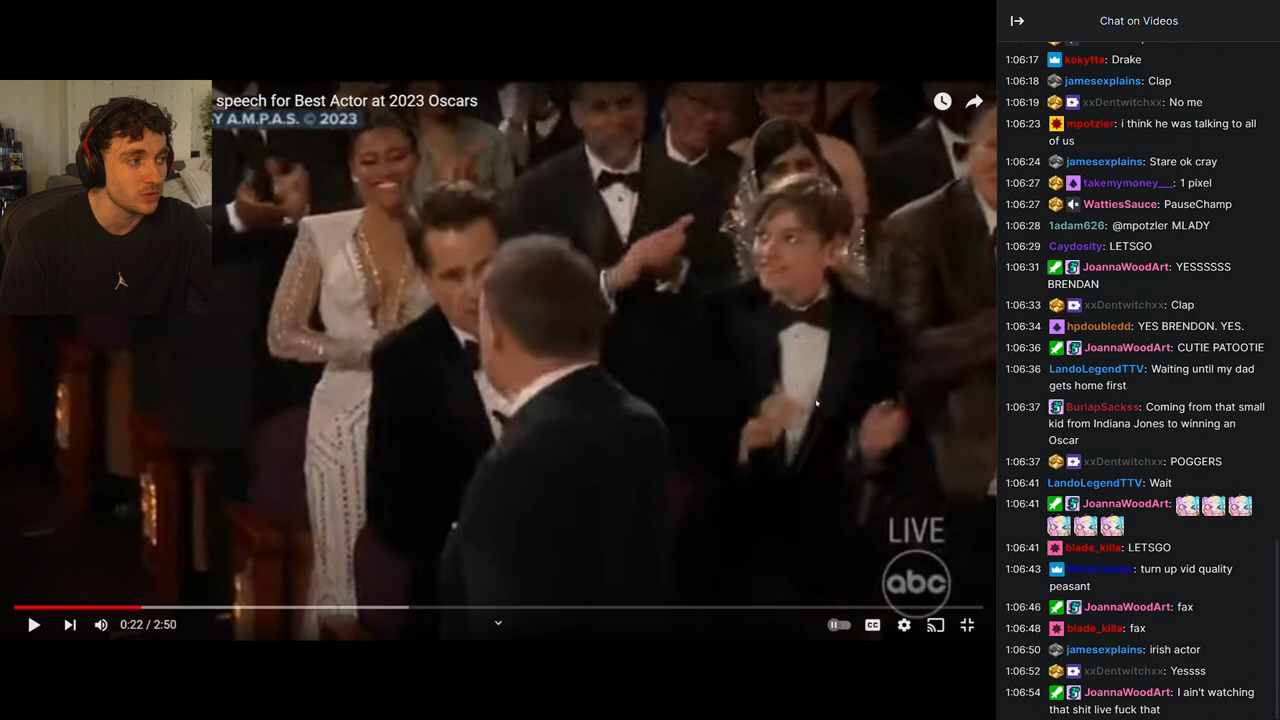 speech for Best Actor at 2023 Oscars
Y A.M.P.A.S. © 2023
LIVE
abc
0:22 / 2:50
CC
Chat on Videos
1:06:17 kokytta: Drake
1:06:18 jamesexplains: Clap
1:06:19 xxDentwitchxx: No me
1:06:23 mpotzler: i think he was talking to all
of us
1:06:24 jamesexplains: Stare ok cray
1:06:27 takemymoney___: 1 pixel
1:06:27 WattiesSauce: PauseChamp
1:06:28 1adam626: @mpotzler MLADY
1:06:29 Caydosity: LETSGO
1:06:31 JoannaWoodArt: YESSSSSS
BRENDAN
1:06:33 xxDentwitchxx: Clap
1:06:34 hpdoubledd: YES BRENDON. YES.
1:06:36 JoannaWoodArt: CUTIE PATOOTIE
1:06:36 LandoLegendTTV: Waiting until my dad
gets home first
1:06:37 BurlapSackss: Coming from that small
kid from Indiana Jones to winning an
Oscar
1:06:37 xxDentwitchxx: POGGERS
1:06:41 LandoLegendTTV: Wait
1:06:41 JoannaWoodArt:
1:06:41 blade_killa: LETSGO
1:06:43 turn up vid quality
peasant
1:06:46 JoannaWoodArt: fax
1:06:48 blade_killa: fax
1:06:50 jamesexplains: irish actor
1:06:52 xxDentwitchxx: Yessss
1:06:54 JoannaWoodArt: I ain't watching
that shit live fuck that